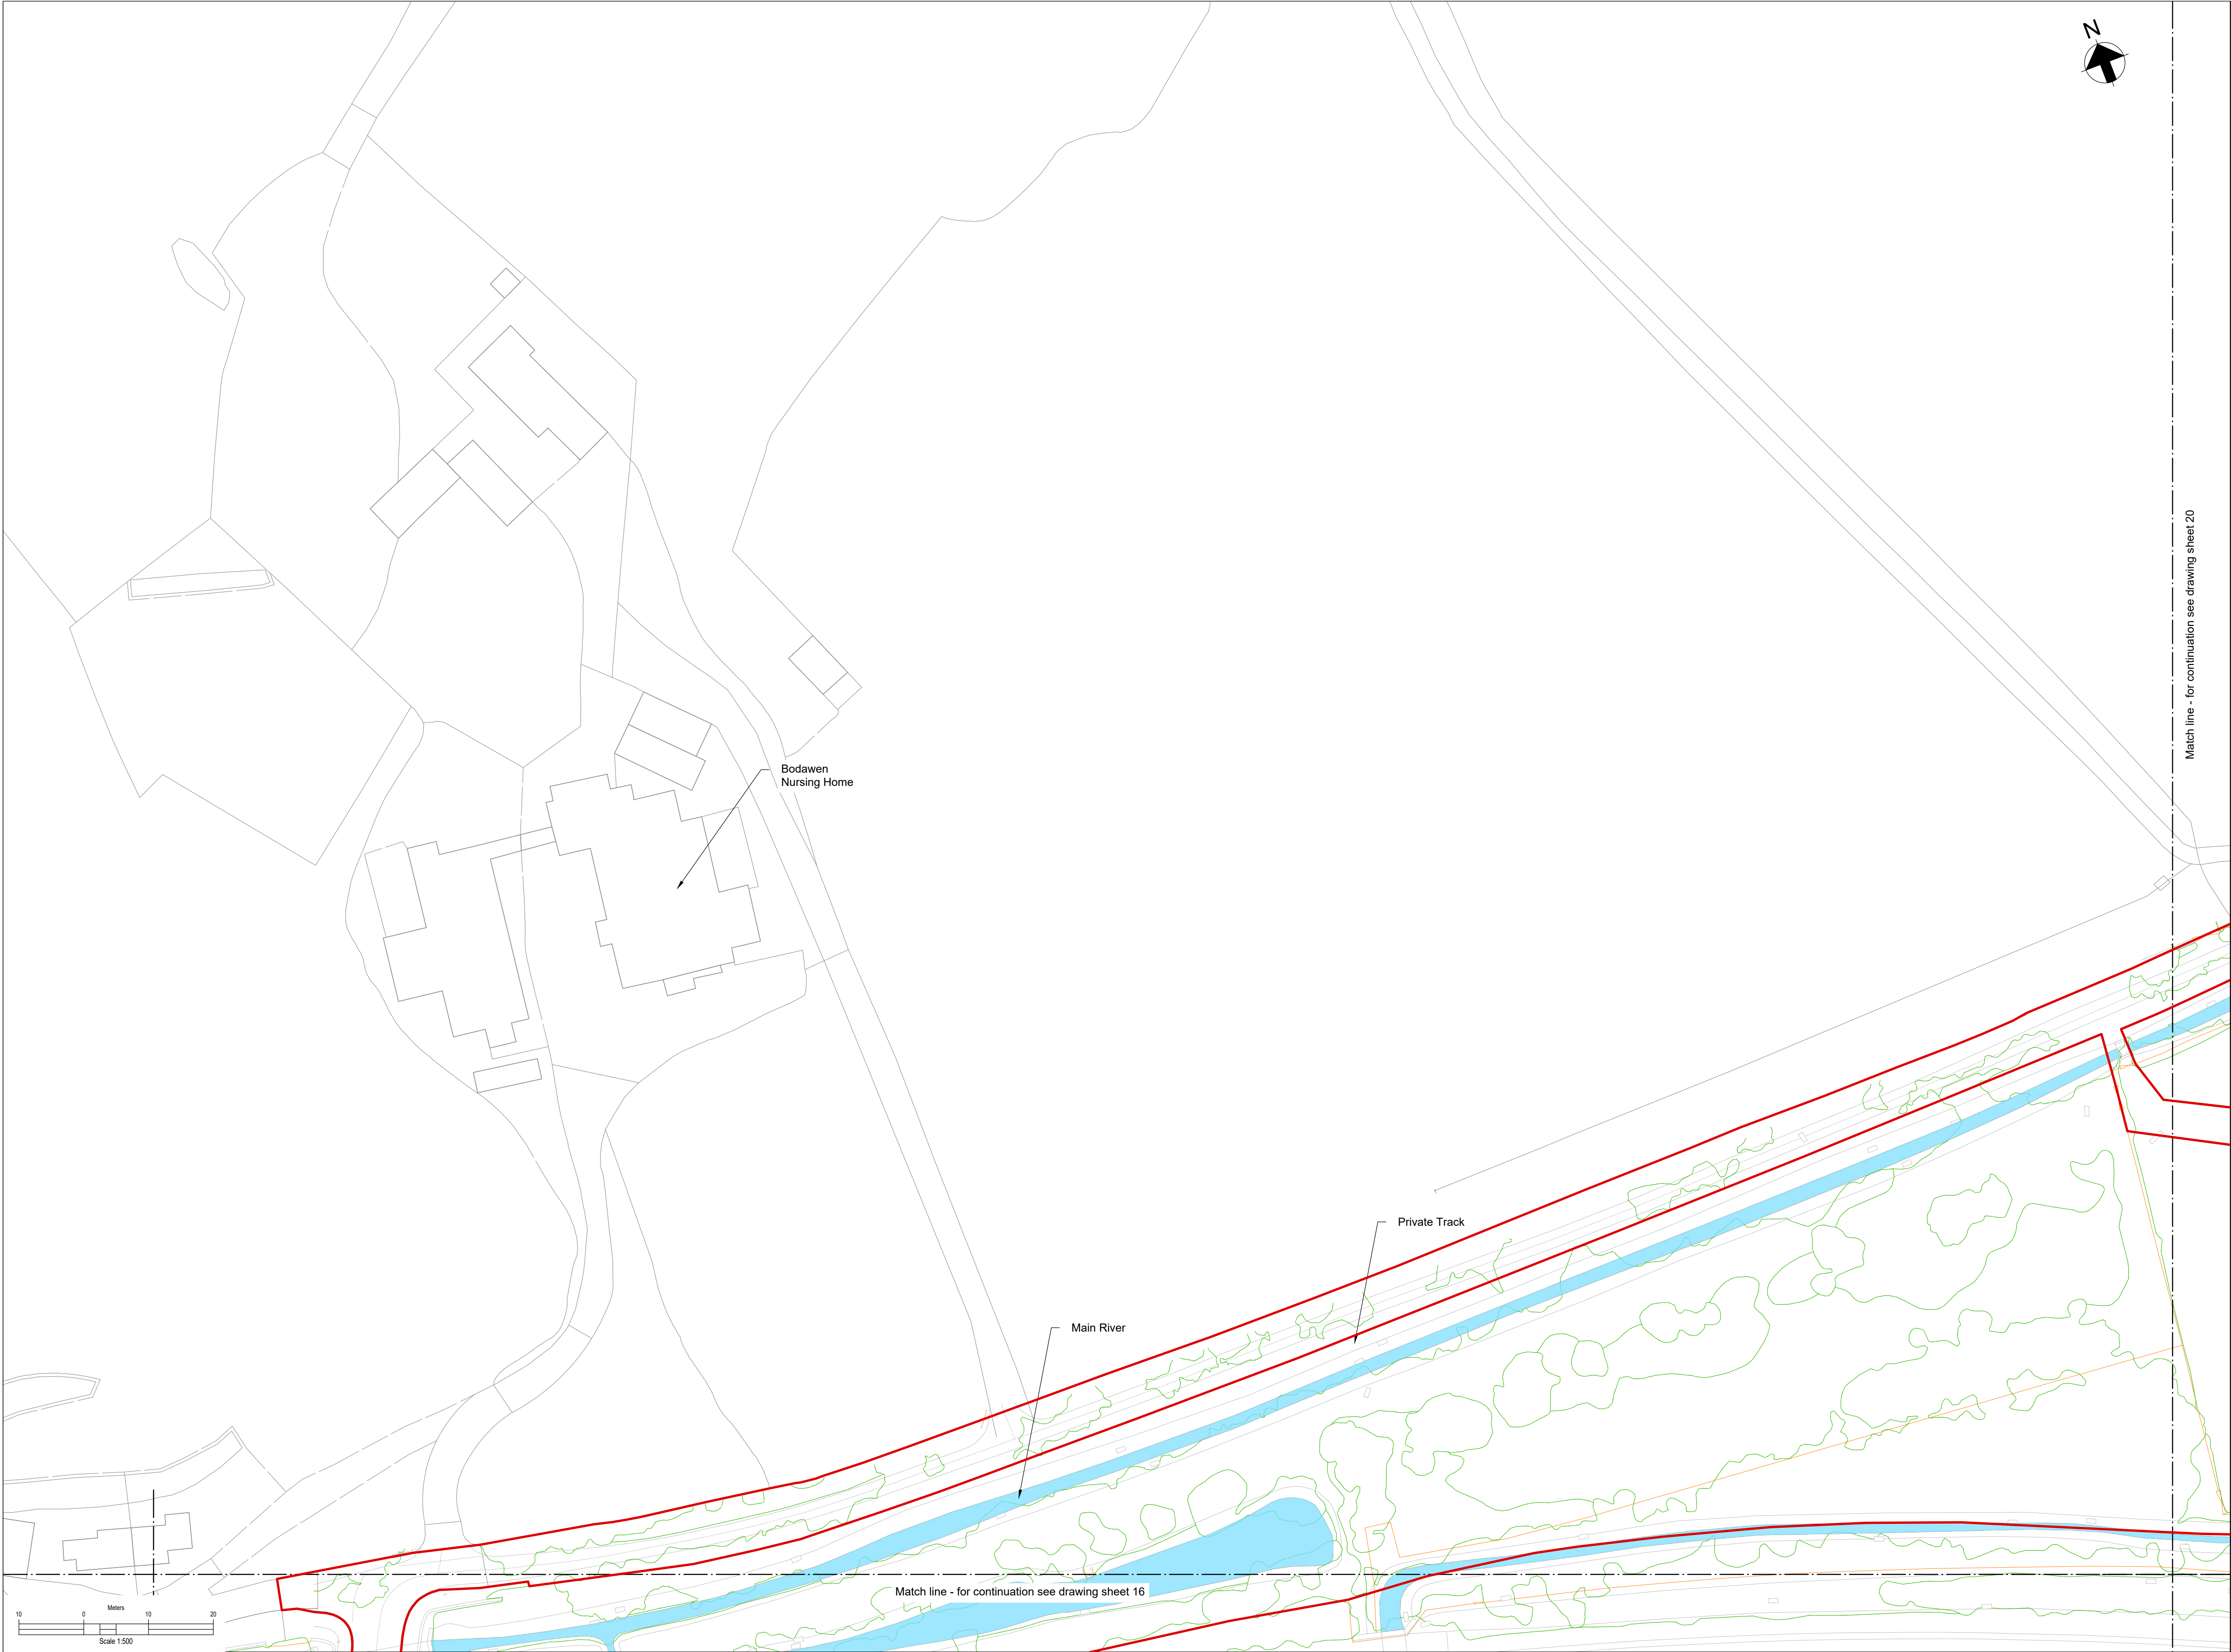 N
Match line - for continuation see drawing sheet 20
Bodawen
Nursing Home
Private Track
Main River
Match line - for continuation see drawing sheet 16
Meters
10 0 10 20
Scale 1:500